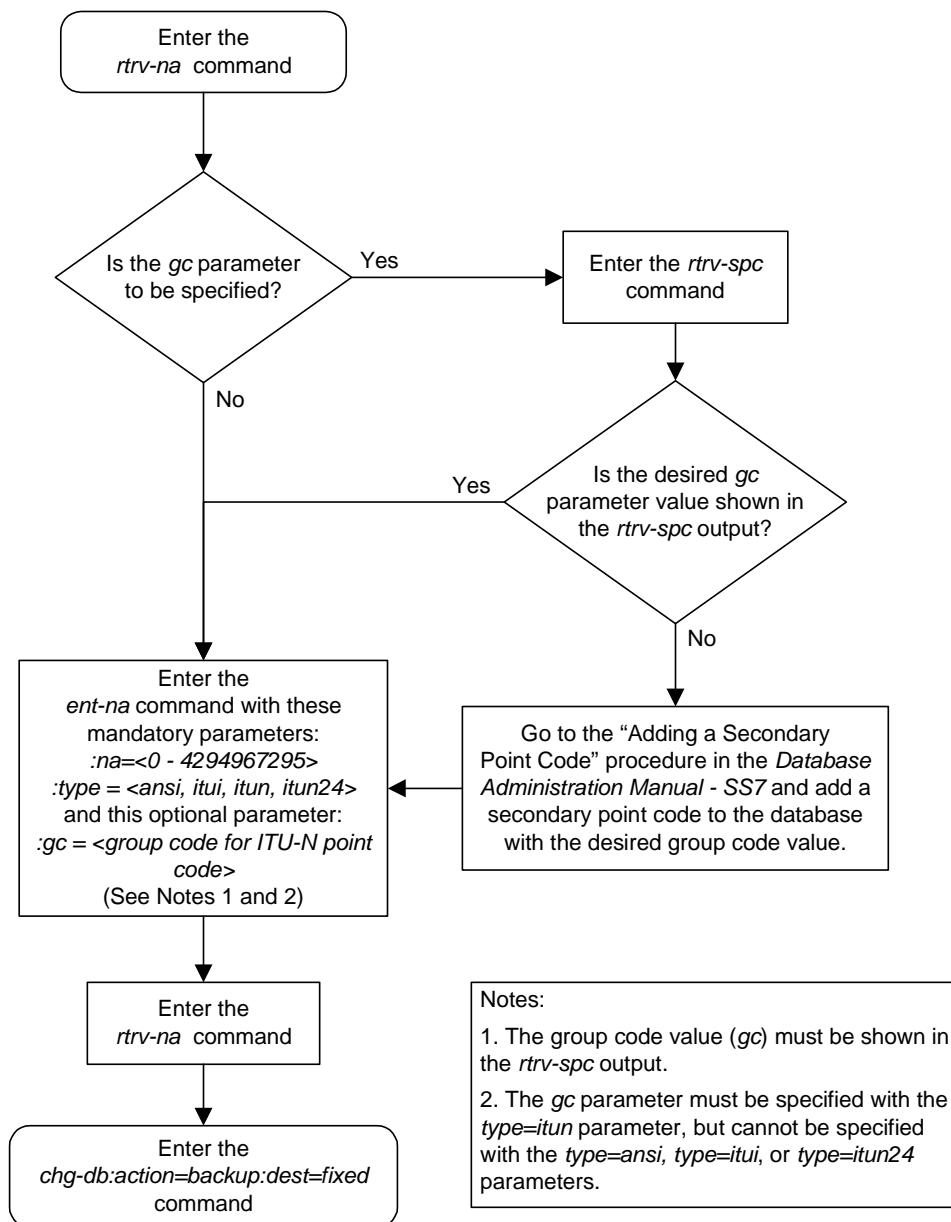 Enter the
rtrv-na command
Is the gc parameter
to be specified?
Yes
Enter the rtrv-spc
command
No
Is the desired gc
parameter value shown in
the rtrv-spc output?
Yes
No
Enter the
ent-na command with these
mandatory parameters:
:na=<0 - 4294967295>
:type = <ansi, itui, itun, itun24>
and this optional parameter:
:gc = <group code for ITU-N point
code>
(See Notes 1 and 2)
Go to the “Adding a Secondary
Point Code” procedure in the Database
Administration Manual - SS7 and add a
secondary point code to the database
with the desired group code value.
Enter the
rtrv-na command
Enter the
chg-db:action=backup:dest=fixed
command
Notes:
1. The group code value (gc) must be shown in
the rtrv-spc output.
2. The gc parameter must be specified with the
type=itun parameter, but cannot be specified
with the type=ansi, type=itui, or type=itun24
parameters.